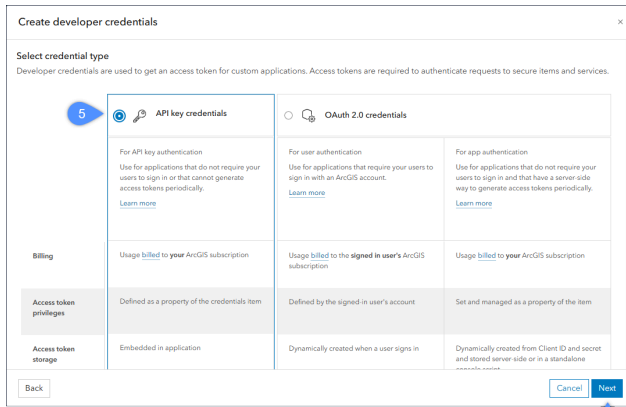 Create developer credentials
×
Select credential type
Developer credentials are used to get an access token for custom applications. Access tokens are required to authenticate requests to secure items and services.
5
API key credentials
OAuth 2.0 credentials
For API key authentication
Use for applications that do not require your
users to sign in or that cannot generate
access tokens periodically.
Learn more
For user authentication
Use for applications that require your users to
sign in with an ArcGIS account.
Learn more
For app authentication
Use for applications that do not require your
users to sign in and that have a server-side
way to generate access tokens periodically.
Learn more
Billing
Usage billed to your ArcGIS subscription
Usage billed to the signed in user's ArcGIS
subscription
Usage billed to your ArcGIS subscription
Access token
privileges
Defined as a property of the credentials item
Defined by the signed-in user's account
Set and managed as a property of the item
Access token
storage
Embedded in application
Dynamically created when a user signs in
Dynamically created from Client ID and secret
and stored server-side or in a standalone
console script
Back
Cancel
Next